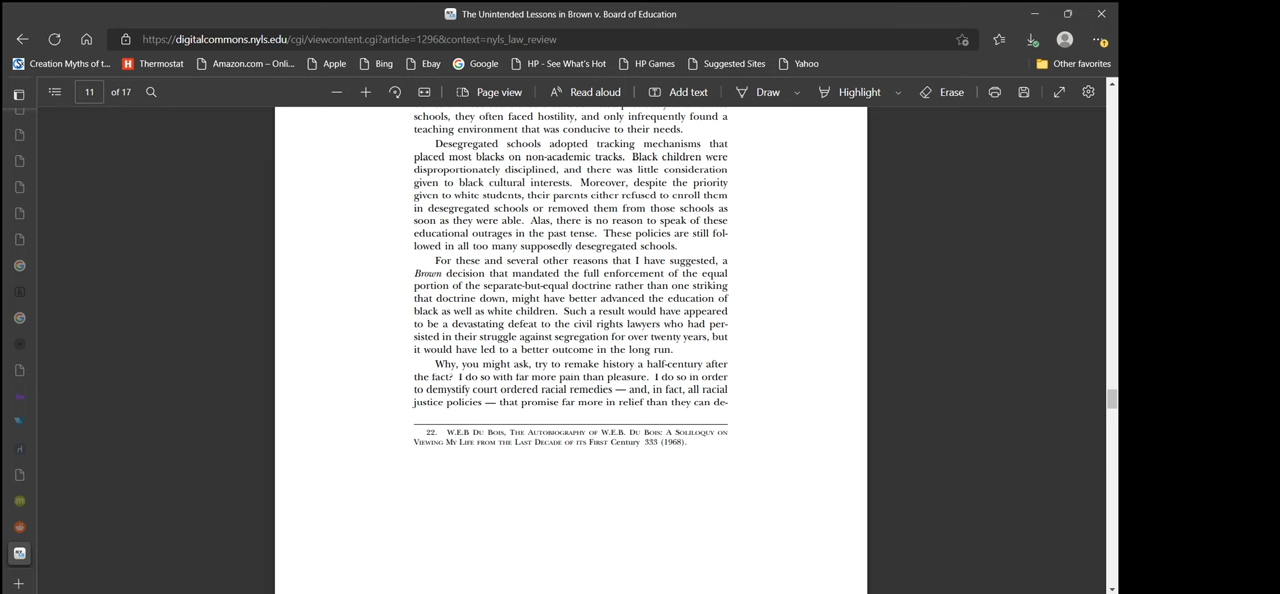 The Unintended Lessons in Brown v. Board of Education
https://digitalcommons.nyls.edu/cgi/viewcontent.cgi?article=1296&context=nyls_law_review
Creation Myths of t... Thermostat Amazon.com – Onli... Apple Bing Ebay Google HP - See What's Hot HP Games Suggested Sites Yahoo Other favorites
11 of 17 Page view Read aloud Add text Draw Highlight Erase
schools, they often faced hostility, and only infrequently found a
teaching environment that was conducive to their needs.
Desegregated schools adopted tracking mechanisms that
placed most blacks on non-academic tracks. Black children were
disproportionately disciplined, and there was little consideration
given to black cultural interests. Moreover, despite the priority
given to white students, their parents either refused to enroll them
in desegregated schools or removed them from those schools as
soon as they were able. Alas, there is no reason to speak of these
educational outrages in the past tense. These policies are still fol-
lowed in all too many supposedly desegregated schools.
For these and several other reasons that I have suggested, a
Brown decision that mandated the full enforcement of the equal
portion of the separate-but-equal doctrine rather than one striking
that doctrine down, might have better advanced the education of
black as well as white children. Such a result would have appeared
to be a devastating defeat to the civil rights lawyers who had per-
sisted in their struggle against segregation for over twenty years, but
it would have led to a better outcome in the long run.
Why, you might ask, try to remake history a half-century after
the fact? I do so with far more pain than pleasure. I do so in order
to demystify court ordered racial remedies — and, in fact, all racial
justice policies — that promise far more in relief than they can de-
22. W.E.B DU BOIS, THE AUTOBIOGRAPHY OF W.E.B. DU BOIS: A SOLILOQUY ON
VIEWING MY LIFE FROM THE LAST DECADE OF ITS FIRST Century 333 (1968).